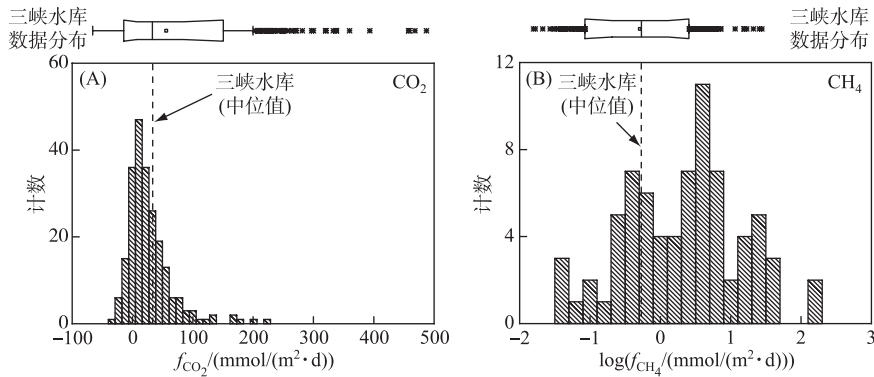 三峡水库
数据分布
60
(A)
三峡水库
(中位值)
CO₂
40
计数
20
0
−100 0 100 200 300 400 500
f_CO₂/(mmol/(m²·d))
三峡水库
数据分布
12
(B)
三峡水库
(中位值)
CH₄
8
计数
4
0
−2 −1 0 1 2 3
log(f_CH₄/(mmol/(m²·d)))